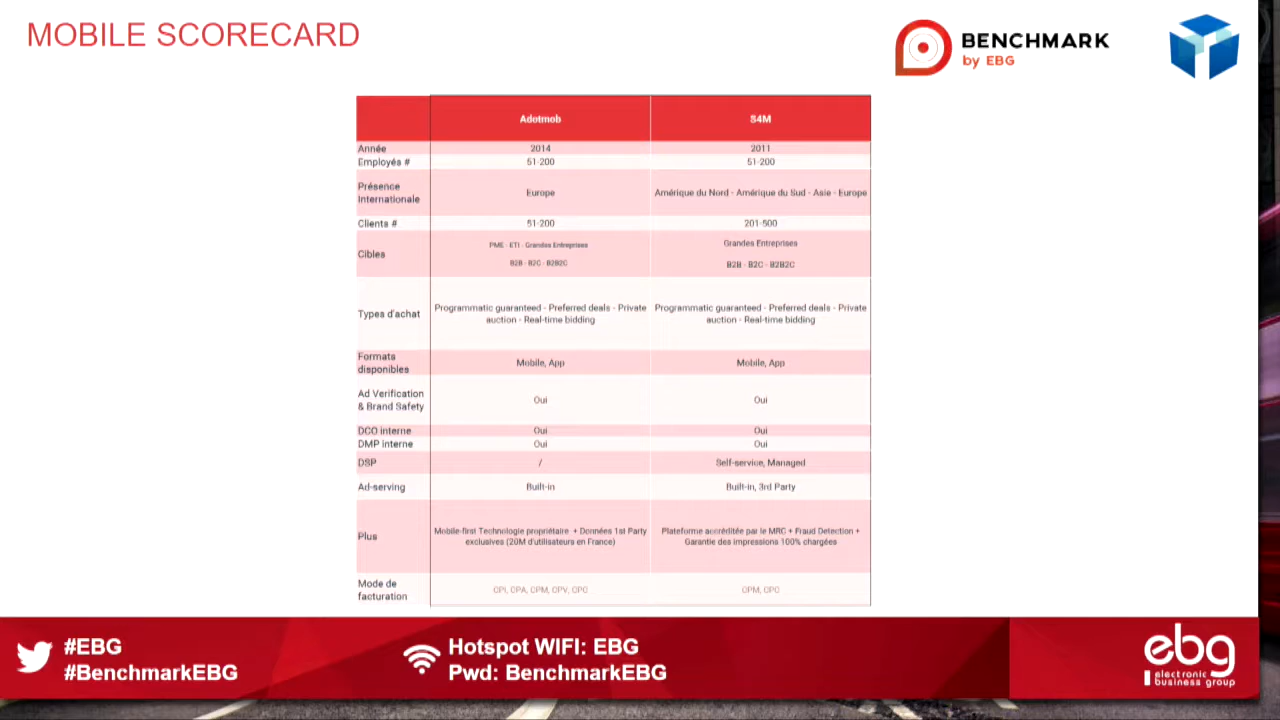 MOBILE SCORECARD
BENCHMARK
by EBG
Adotmob S4M
Année 2014 2011
Employés # 51-200 51-200
Présence
Internationale
Europe Amérique du Nord - Amérique du Sud - Asie - Europe
Clients # 51-200 201-500
Cibles
PME - ETI - Grandes Entreprises
B2B - B2C - B2B2C
Grandes Entreprises
B2B - B2C - B2B2C
Types d'achat
Programmatic guaranteed - Preferred deals - Private
auction - Real-time bidding
Programmatic guaranteed - Preferred deals - Private
auction - Real-time bidding
Formats
disponibles
Mobile, App Mobile, App
Ad Verification
& Brand Safety
Oui Oui
DCO interne Oui Oui
DMP interne Oui Oui
DSP / Self-service, Managed
Ad-serving Built-in Built-in, 3rd Party
Plus
Mobile-first Technologie propriétaire + Données 1st Party
exclusives (20M d'utilisateurs en France)
Plateforme accréditée par le MRC + Fraud Detection +
Garantie des impressions 100% chargées
Mode de
facturation
CPI, CPA, CPM, CPV, CPC CPM, CPC
#EBG
#BenchmarkEBG
Hotspot WIFI: EBG
Pwd: BenchmarkEBG
ebg
electronic
business group